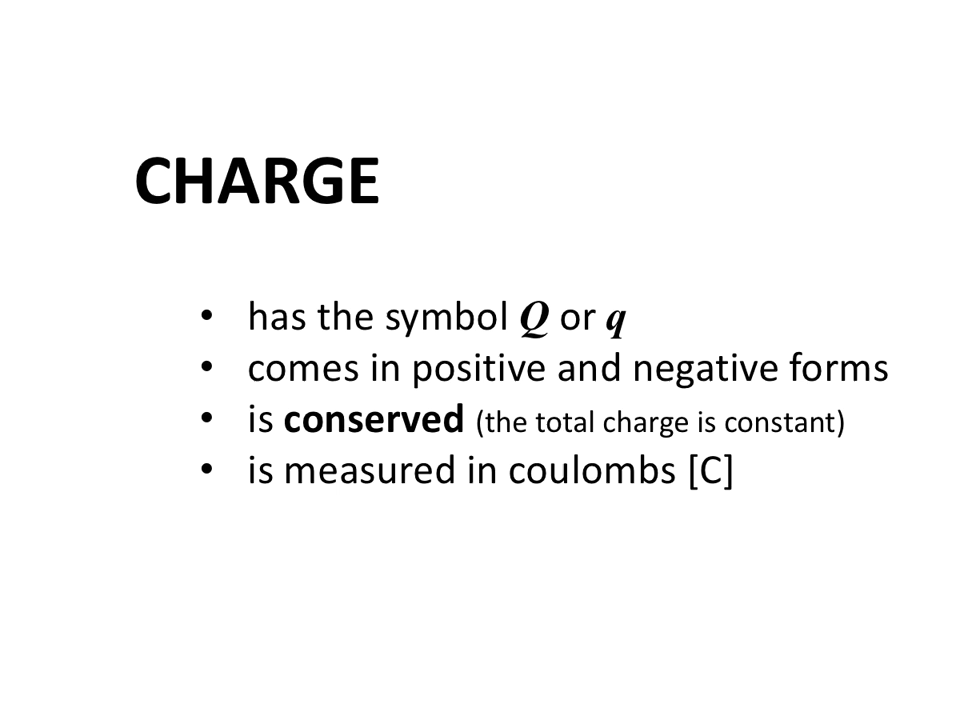 CHARGE
• has the symbol Q or q
• comes in positive and negative forms
• is conserved (the total charge is constant)
• is measured in coulombs [C]